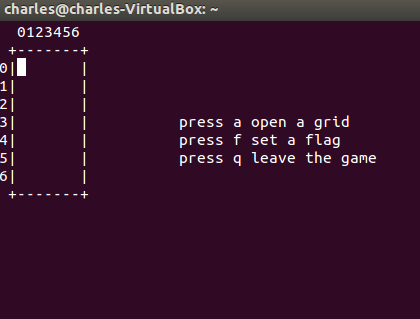 charles@charles-VirtualBox: ~
0123456
+-------+
0| |
1| |
2| |
3| | press a open a grid
4| | press f set a flag
5| | press q leave the game
6| |
+-------+